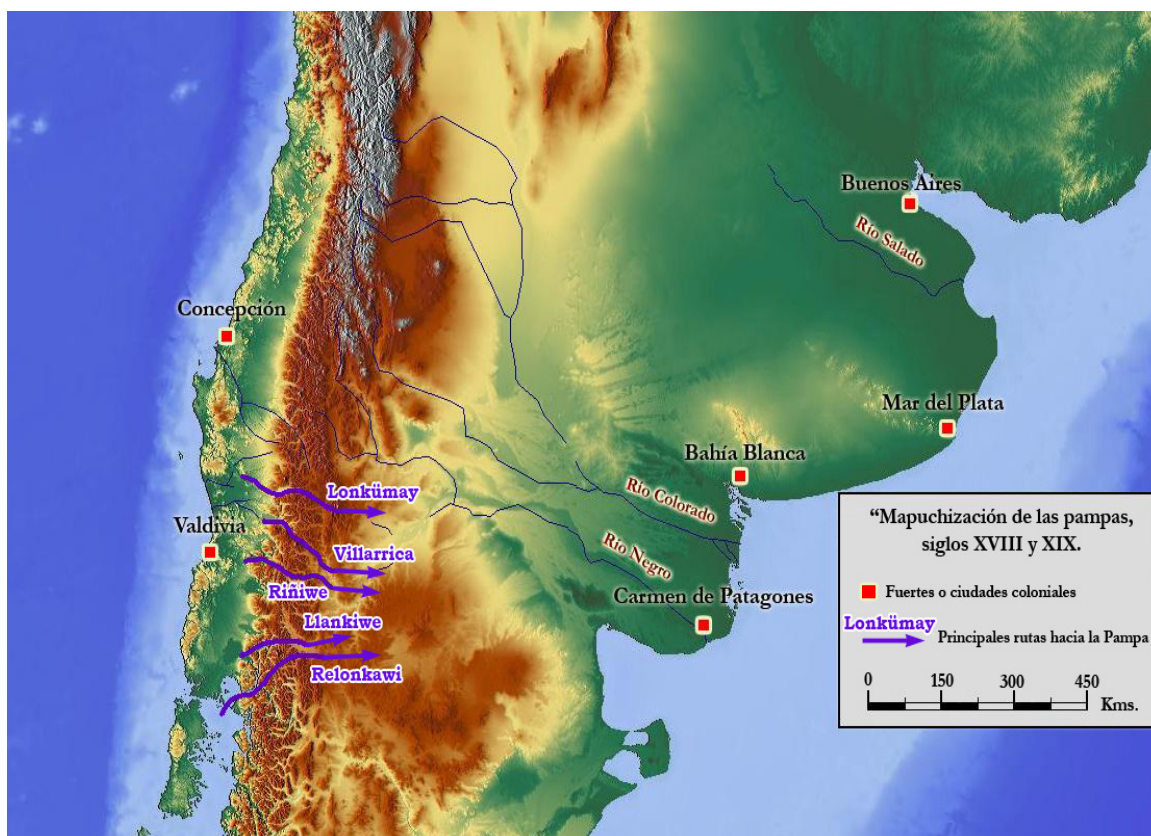 Buenos Aires
Río Salado
Concepción
Mar del Plata
Bahía Blanca
Lonkümay
Río Colorado
Valdivia
Villarrica
Río Negro
Riñiwe
Carmen de Patagones
Llankiwe
Relonkawi
“Mapuchización de las pampas,
siglos XVIII y XIX.
Fuertes o ciudades coloniales
Lonkümay
Principales rutas hacia la Pampa
0 150 300 450
Kms.